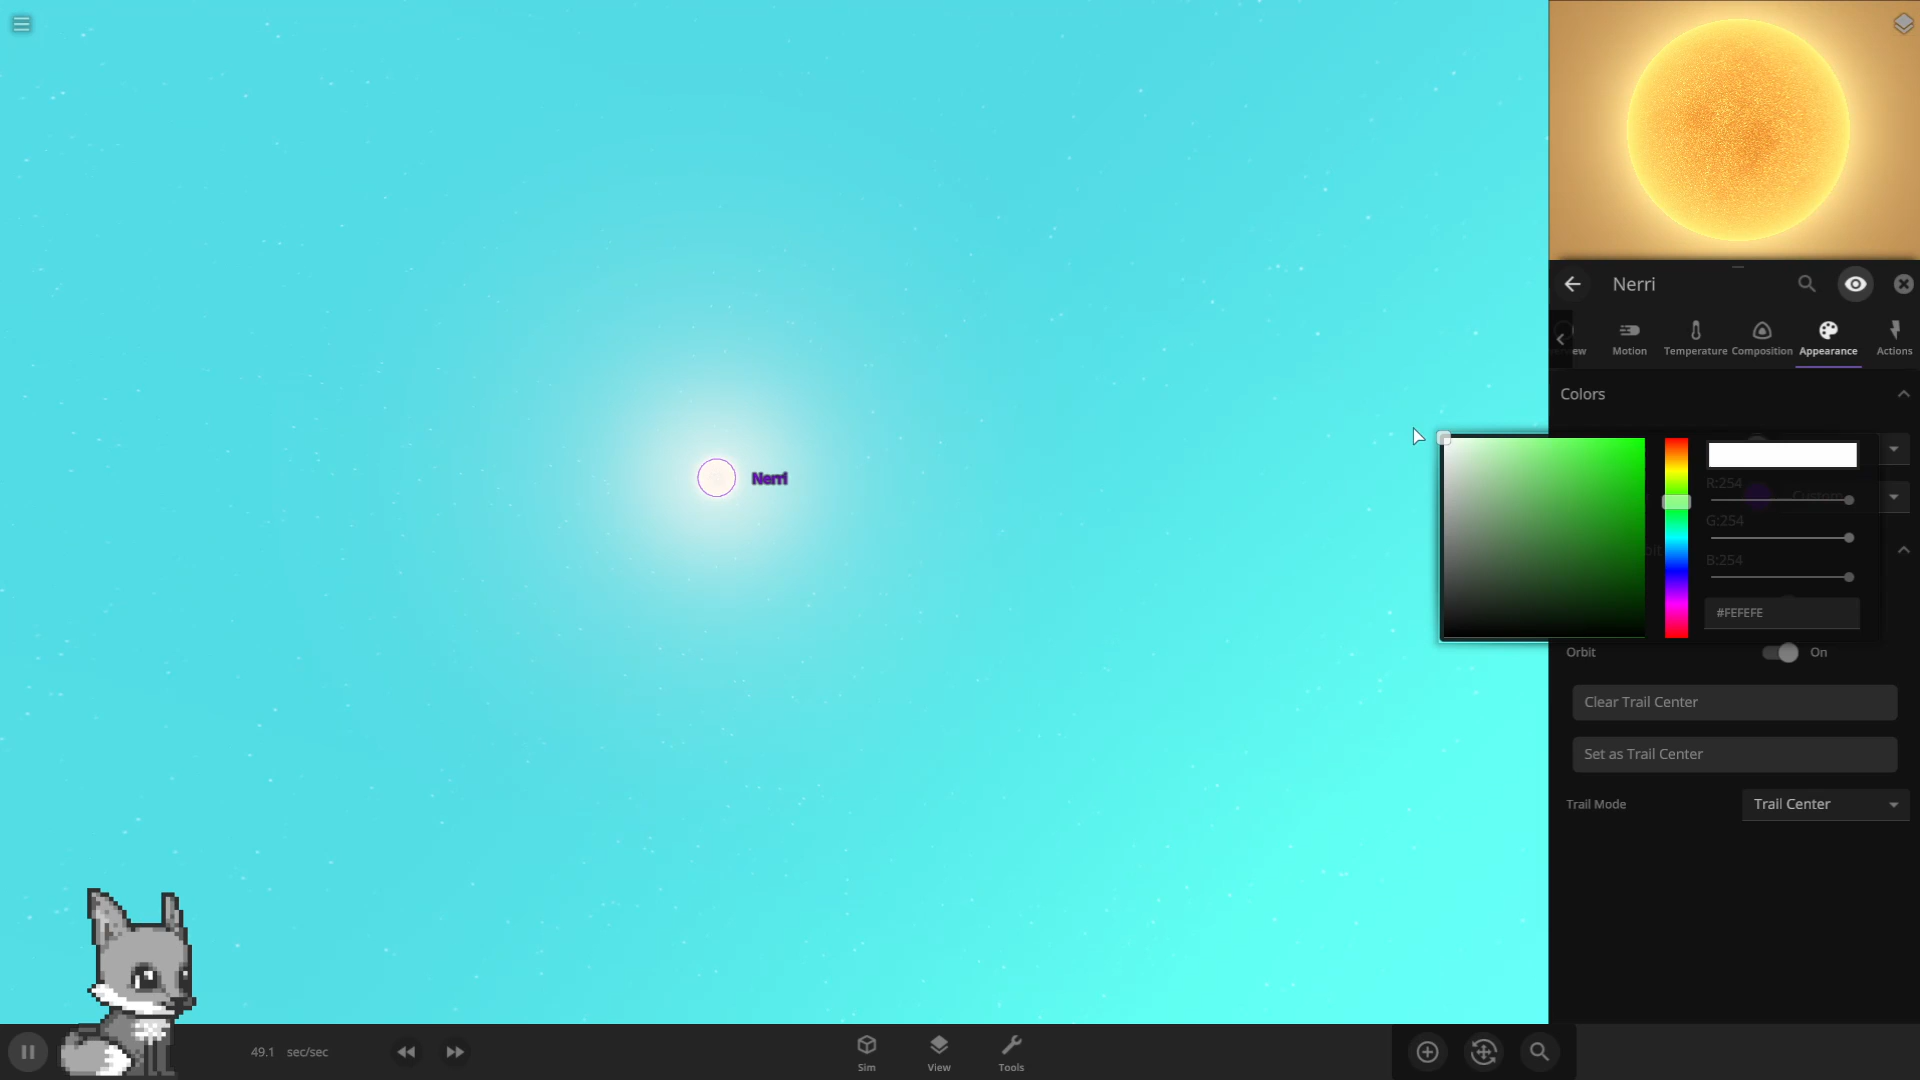 Nerri
Motion
Temperature
Composition
Appearance
Actions
Colors
Nerri
R:254
Custom
G:254
B:254
#FEFEFE
Orbit
On
Clear Trail Center
Set as Trail Center
Trail Mode
Trail Center
49.1 sec/sec
Sim
View
Tools